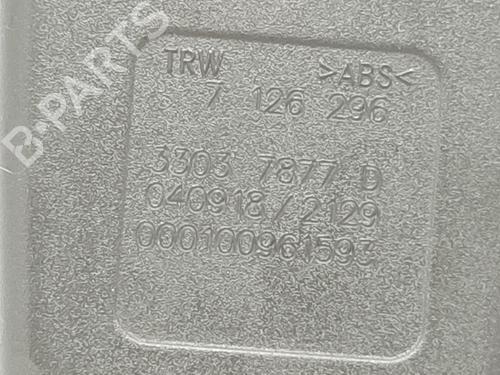 B-PARTS
TRW >ABS<
7 126 296
3303 7877 D
040918/2129
000100961593